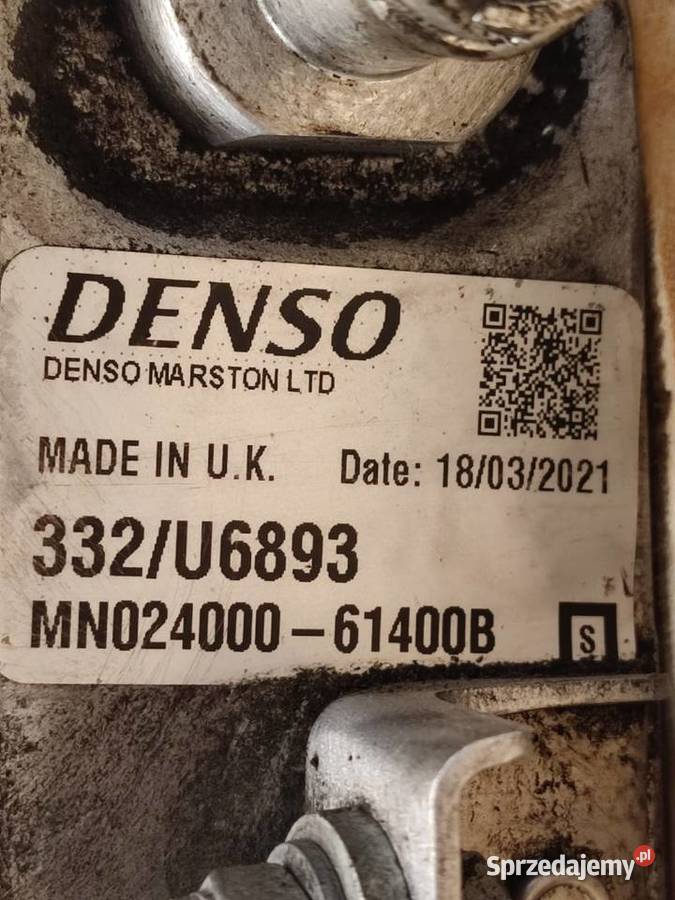 DENSO
DENSO MARSTON LTD
MADE IN U.K. Date: 18/03/2021
332/U6893
MN024000-61400B
S
Sprzedajemy.pl